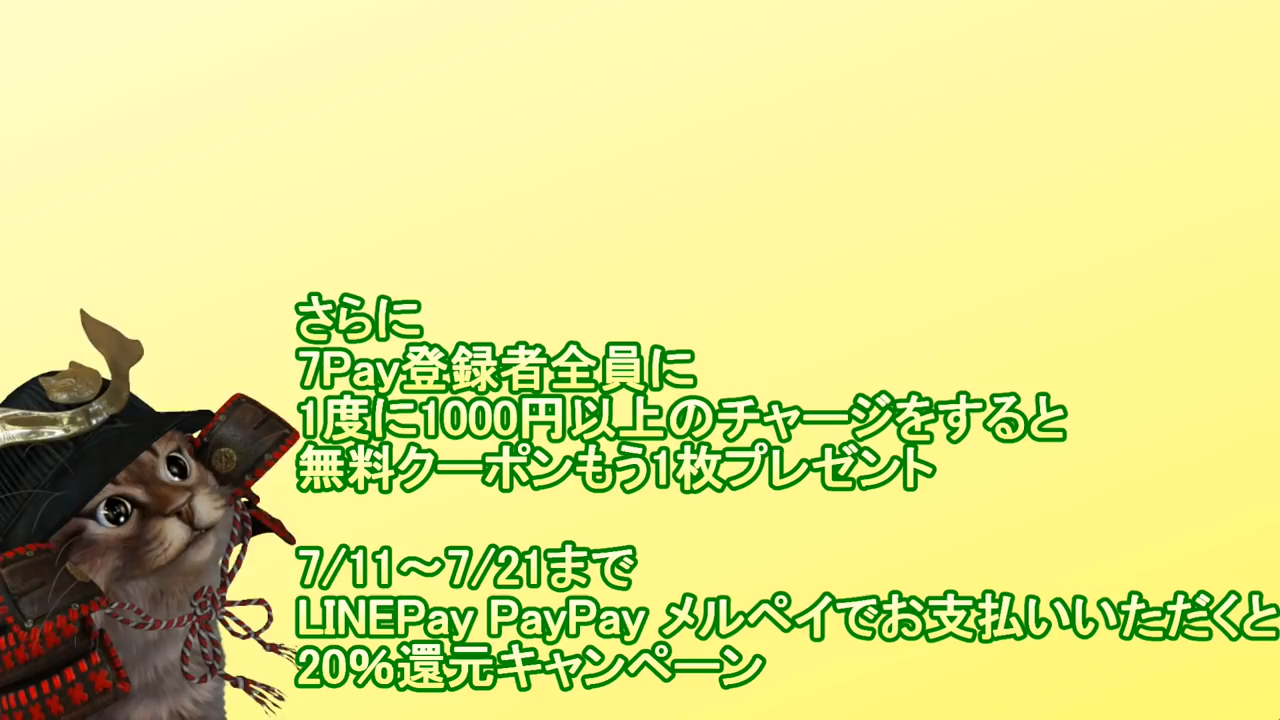 さらに
7Pay登録者全員に
1度に1000円以上のチャージをすると
無料クーポンもう1枚プレゼント
7/11～7/21まで
LINEPay PayPay メルペイでお支払いいただくと
20%還元キャンペーン